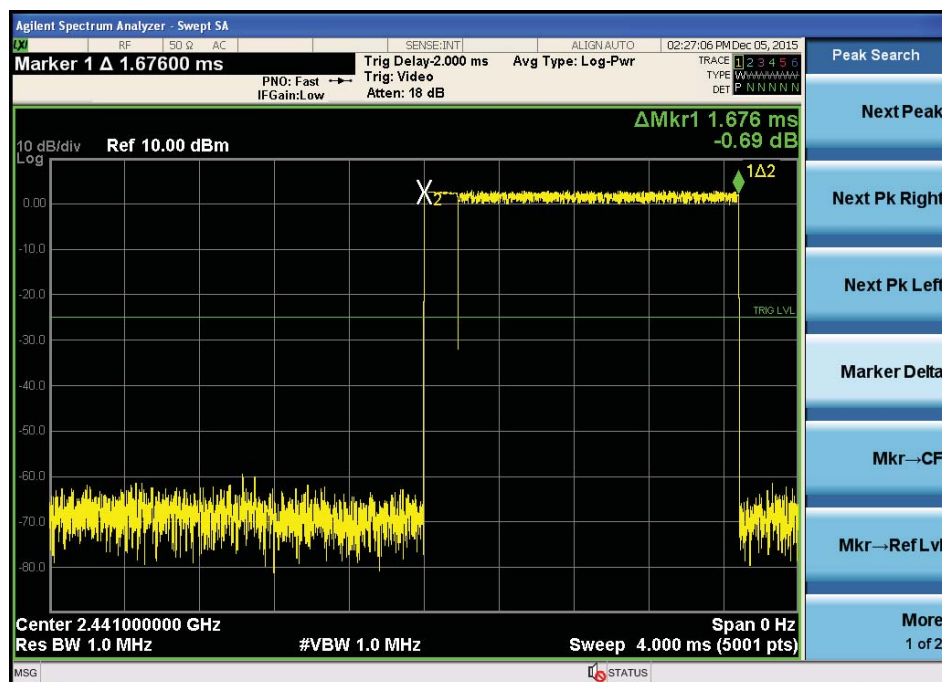 Agilent Spectrum Analyzer - Swept SA
LXI RF 50 Ω AC SENSE:INT ALIGN AUTO 02:27:06 PM Dec 05, 2015
Marker 1 Δ 1.67600 ms
PNO: Fast
IFGain:Low
Trig Delay-2.000 ms
Trig: Video
Atten: 18 dB
Avg Type: Log-Pwr
TRACE 1 2 3 4 5 6
TYPE W
DET P N N N N N
ΔMkr1 1.676 ms
-0.69 dB
10 dB/div Ref 10.00 dBm
Log
1Δ2
2
0.00
-10.0
-20.0
TRIG LVL
-30.0
-40.0
-50.0
-60.0
-70.0
-80.0
Center 2.441000000 GHz Span 0 Hz
Res BW 1.0 MHz #VBW 1.0 MHz Sweep 4.000 ms (5001 pts)
MSG STATUS
Peak Search
Next Peak
Next Pk Right
Next Pk Left
Marker Delta
Mkr→CF
Mkr→Ref Lvl
More
1 of 2